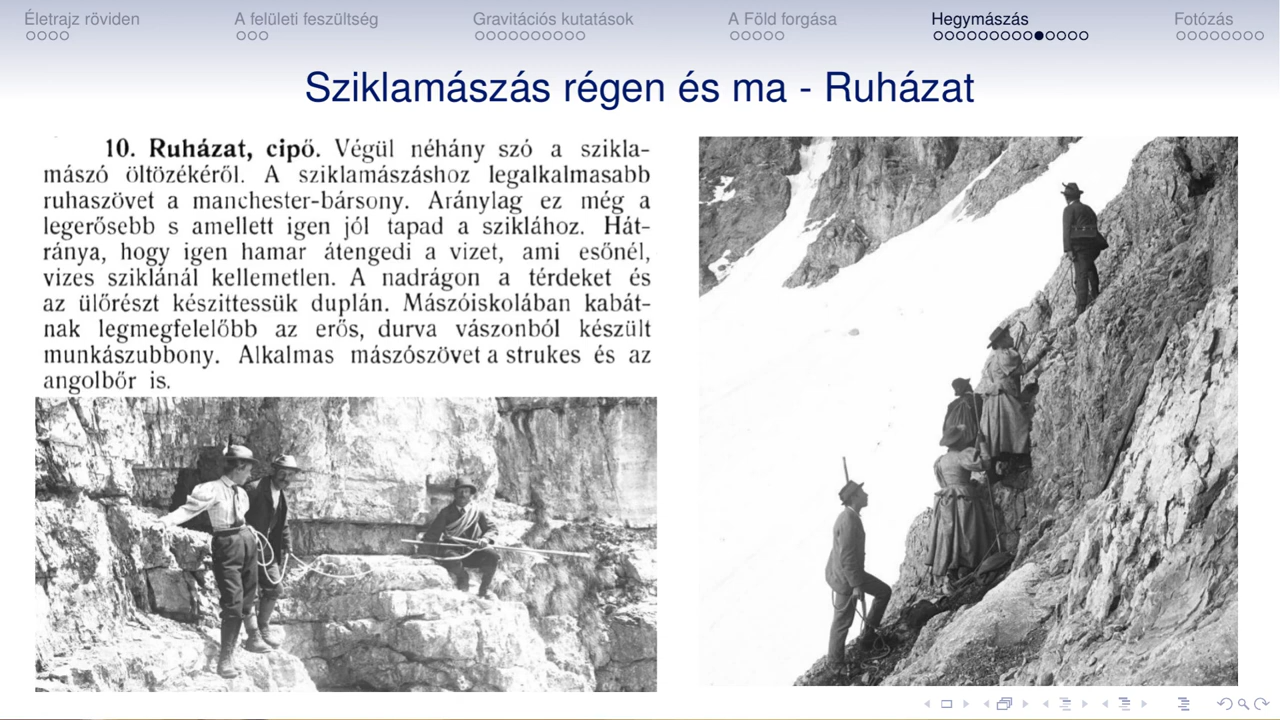 Életrajz röviden
A felületi feszültség
Gravitációs kutatások
A Föld forgása
Hegymászás
Fotózás
Sziklamászás régen és ma - Ruházat
10. Ruházat, cipő. Végül néhány szó a szikla-
mászó öltözékéről. A sziklamászáshoz legalkalmasabb
ruhaszövet a manchester-bársony. Aránylag ez még a
legerősebb s amellett igen jól tapad a sziklához. Hát-
ránya, hogy igen hamar átengedi a vizet, ami esőnél,
vizes sziklánál kellemetlen. A nadrágon a térdeket és
az ülőrészt készittessük duplán. Mászóiskolában kabát-
nak legmegfelelőbb az erős, durva vászonból készült
munkászubbony. Alkalmas mászószövet a strukes és az
angolbőr is.